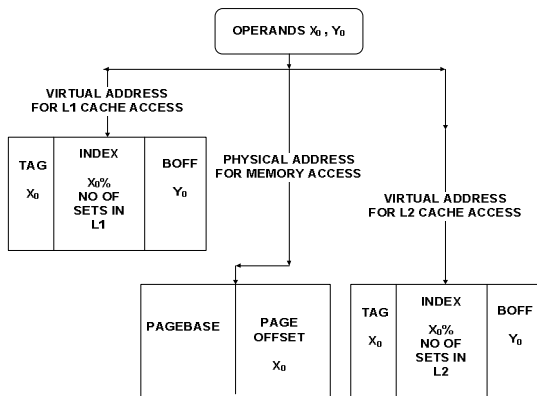 OPERANDS X₀ , Y₀
VIRTUAL ADDRESS
FOR L1 CACHE ACCESS
TAG
X₀
INDEX
X₀%
NO OF
SETS IN
L1
BOFF
Y₀
PHYSICAL ADDRESS
FOR MEMORY ACCESS
VIRTUAL ADDRESS
FOR L2 CACHE ACCESS
PAGEBASE
PAGE
OFFSET
X₀
TAG
X₀
INDEX
X₀%
NO OF
SETS IN
L2
BOFF
Y₀